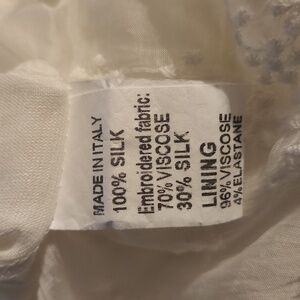 MADE IN ITALY
100% SILK
Embroidered fabric:
70% VISCOSE
30% SILK
LINING
96% VISCOSE
4% ELASTANE